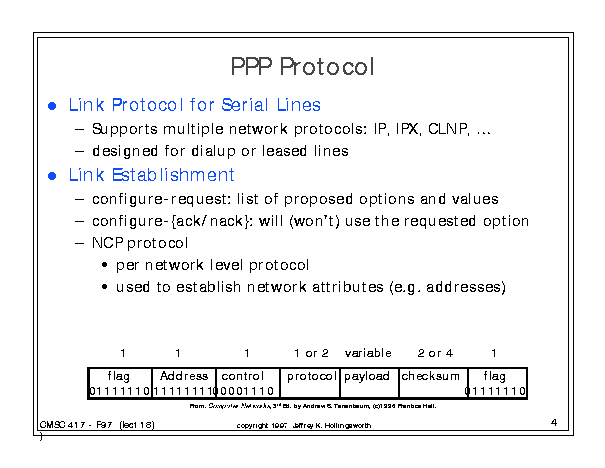 PPP Protocol
● Link Protocol for Serial Lines
– Supports multiple network protocols: IP, IPX, CLNP, ...
– designed for dialup or leased lines
● Link Establishment
– configure-request: list of proposed options and values
– configure-{ack/nack}: will (won't) use the requested option
– NCP protocol
• per network level protocol
• used to establish network attributes (e.g. addresses)
1 1 1 1 or 2 variable 2 or 4 1
flag Address control protocol payload checksum flag
01111110 11111111 00001110 01111110
From: Computer Networks, 3rd Ed. by Andrew S. Tanenbaum, (c)1996 Prentice Hall.
CMSC 417 - F97 (lect 18) copyright 1997 Jeffrey K. Hollingsworth 4
)